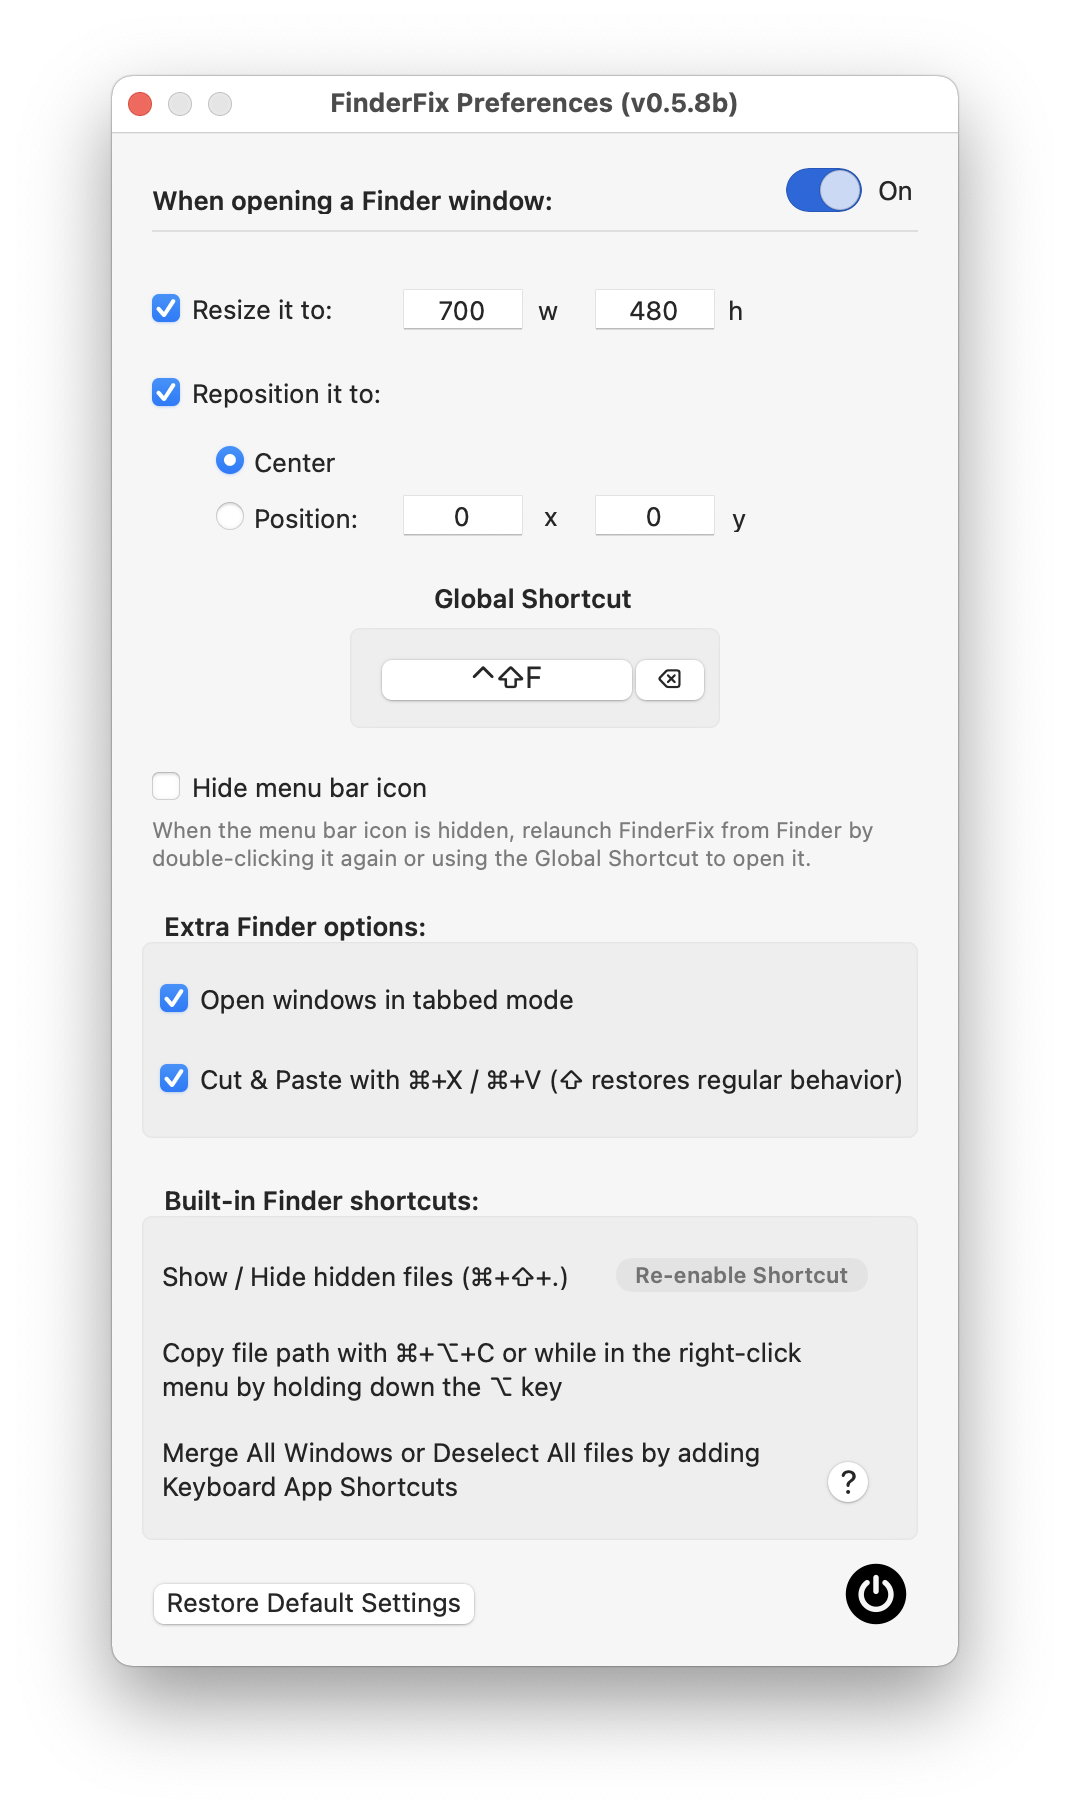 FinderFix Preferences (v0.5.8b)
When opening a Finder window: On
Resize it to: 700 w 480 h
Reposition it to:
Center
Position: 0 x 0 y
Global Shortcut
^⇧F
Hide menu bar icon
When the menu bar icon is hidden, relaunch FinderFix from Finder by
double-clicking it again or using the Global Shortcut to open it.
Extra Finder options:
Open windows in tabbed mode
Cut & Paste with ⌘+X / ⌘+V (⇧ restores regular behavior)
Built-in Finder shortcuts:
Show / Hide hidden files (⌘+⇧+.) Re-enable Shortcut
Copy file path with ⌘+⌥+C or while in the right-click
menu by holding down the ⌥ key
Merge All Windows or Deselect All files by adding
Keyboard App Shortcuts
?
Restore Default Settings